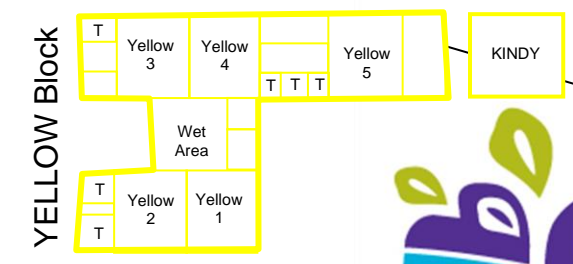 YELLOW Block
T
Yellow
3
Yellow
4
T T T
Yellow
5
KINDY
Wet
Area
T
T
Yellow
2
Yellow
1